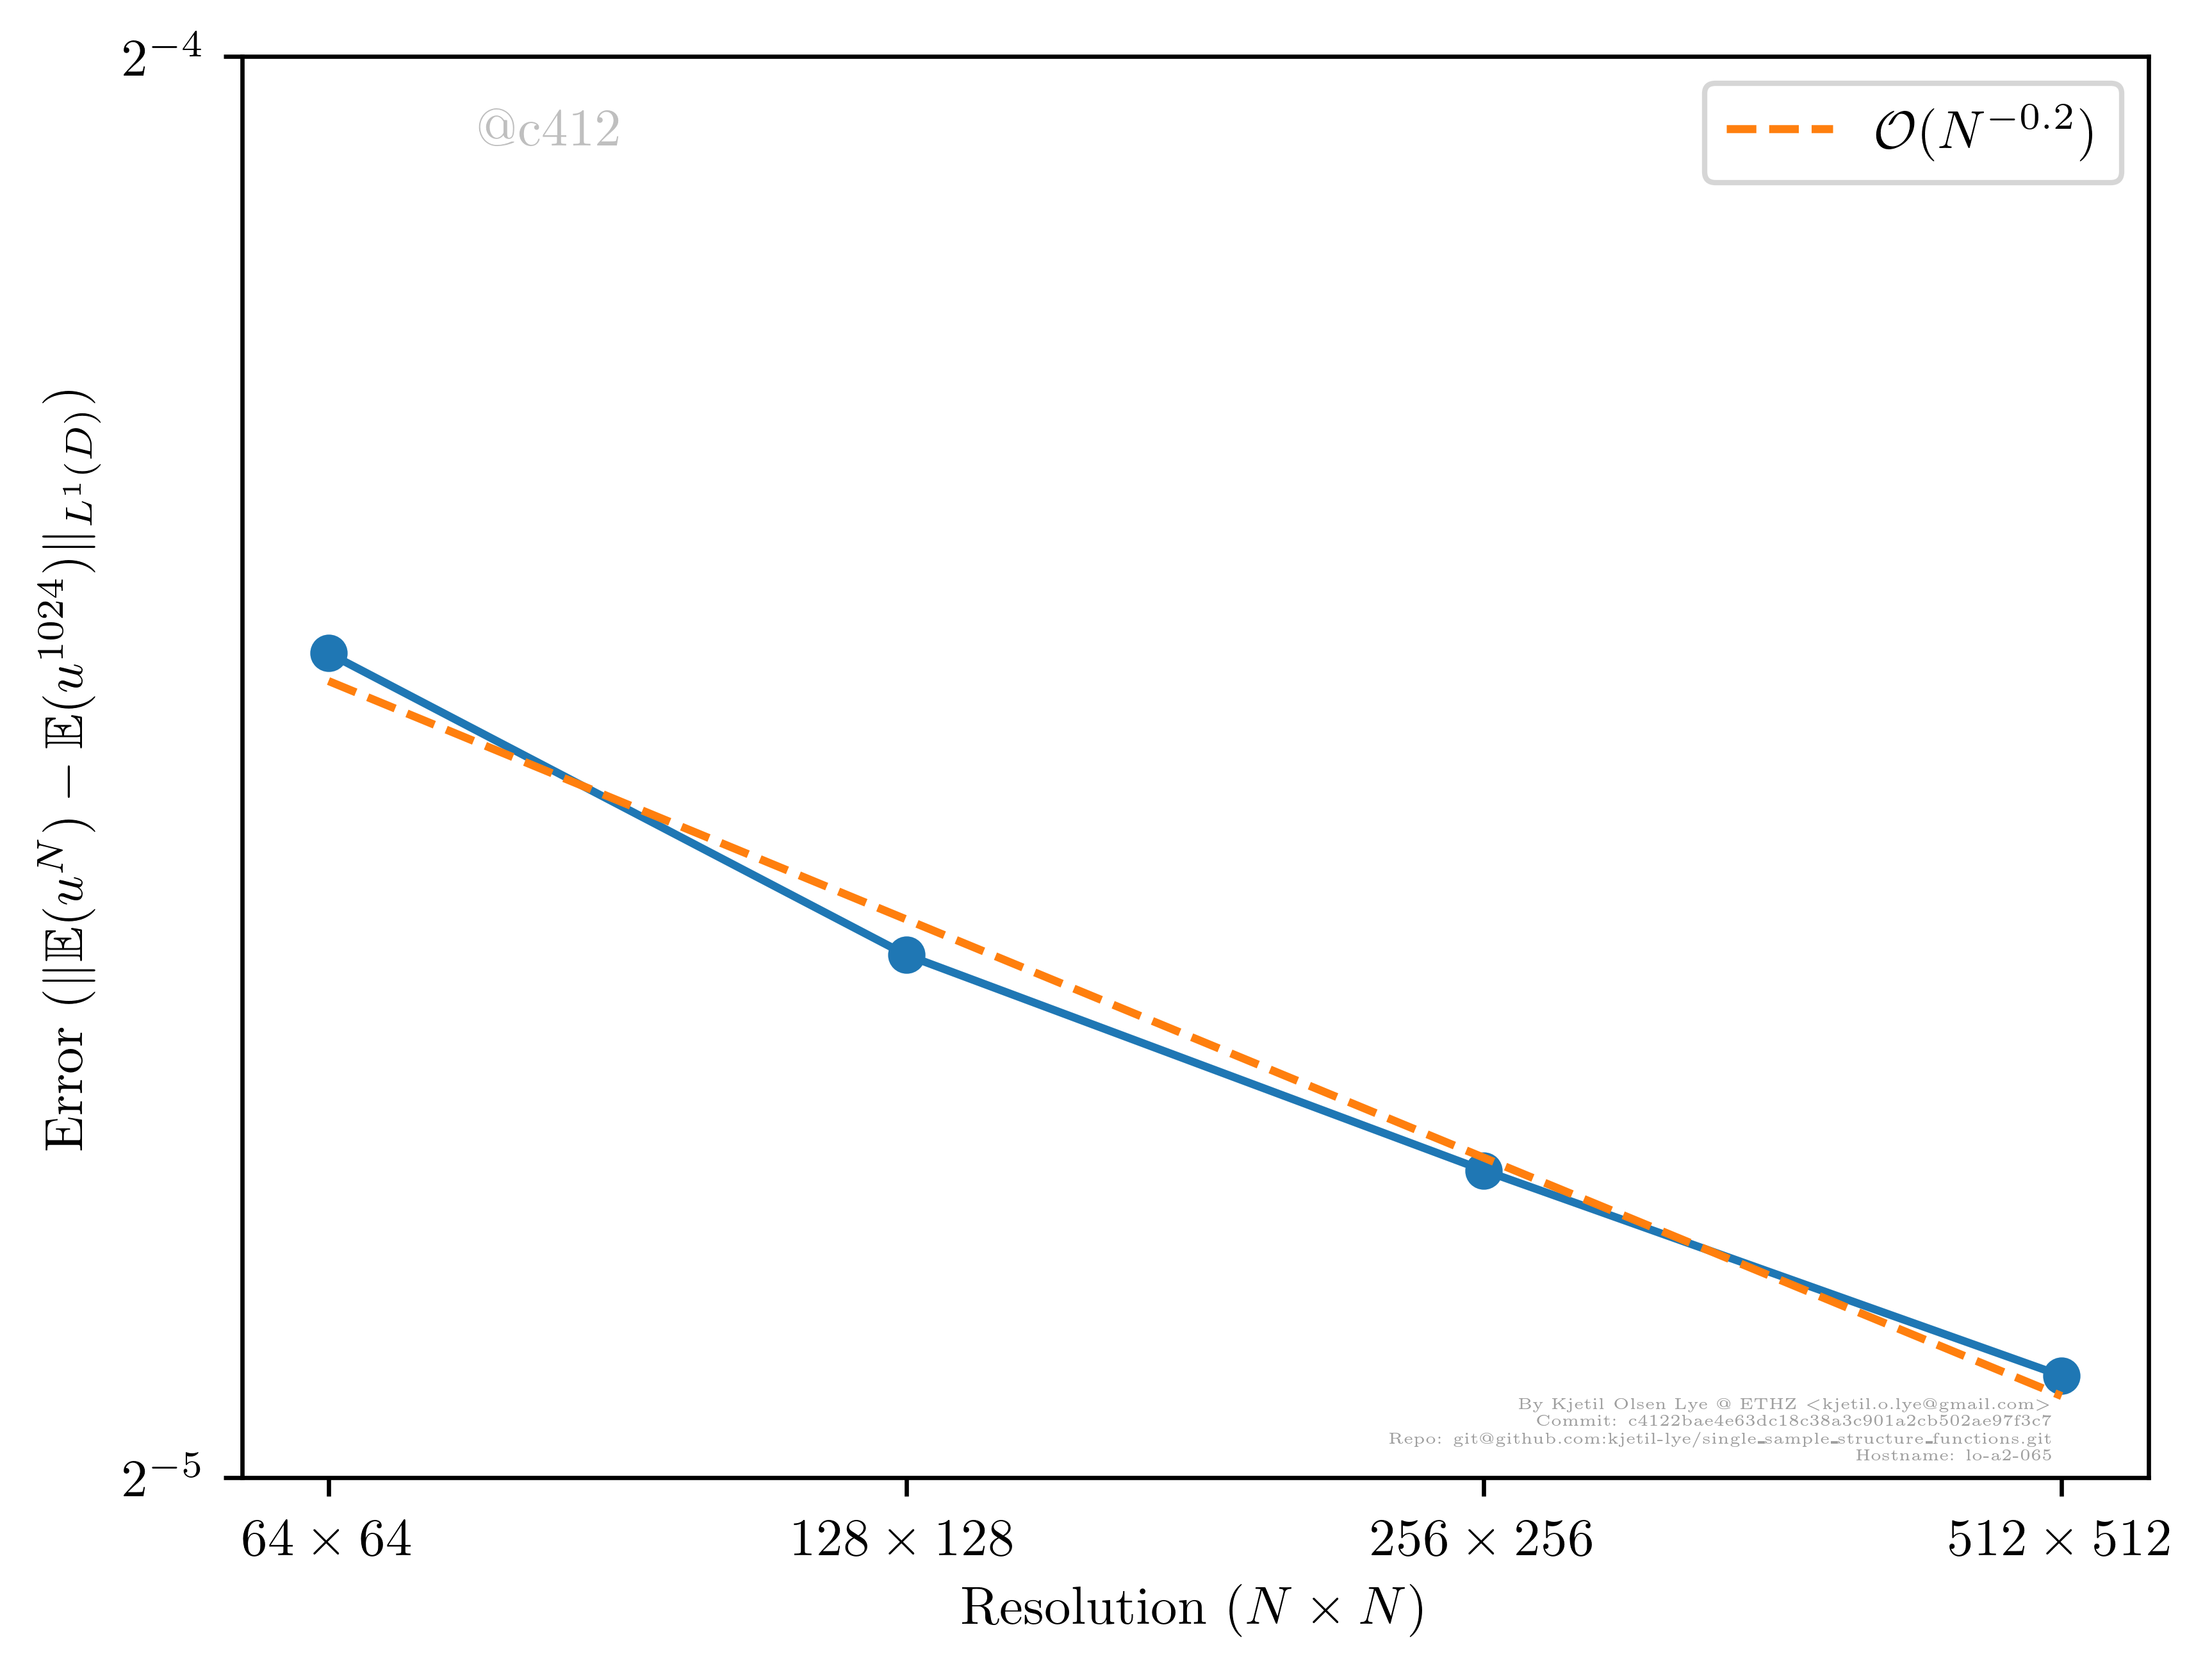 2^{-4}
@c412
𝒪(N^{-0.2})
Error (‖𝔼(u^N) − 𝔼(u^{1024})‖_{L^1(D)})
By Kjetil Olsen Lye @ ETHZ <kjetil.o.lye@gmail.com>
Commit: c4122bae4e63dc18c38a3c901a2cb502ae97f3c7
Repo: git@github.com:kjetil-lye/single_sample_structure_functions.git
Hostname: lo-a2-065
2^{-5}
64 × 64 128 × 128 256 × 256 512 × 512
Resolution (N × N)